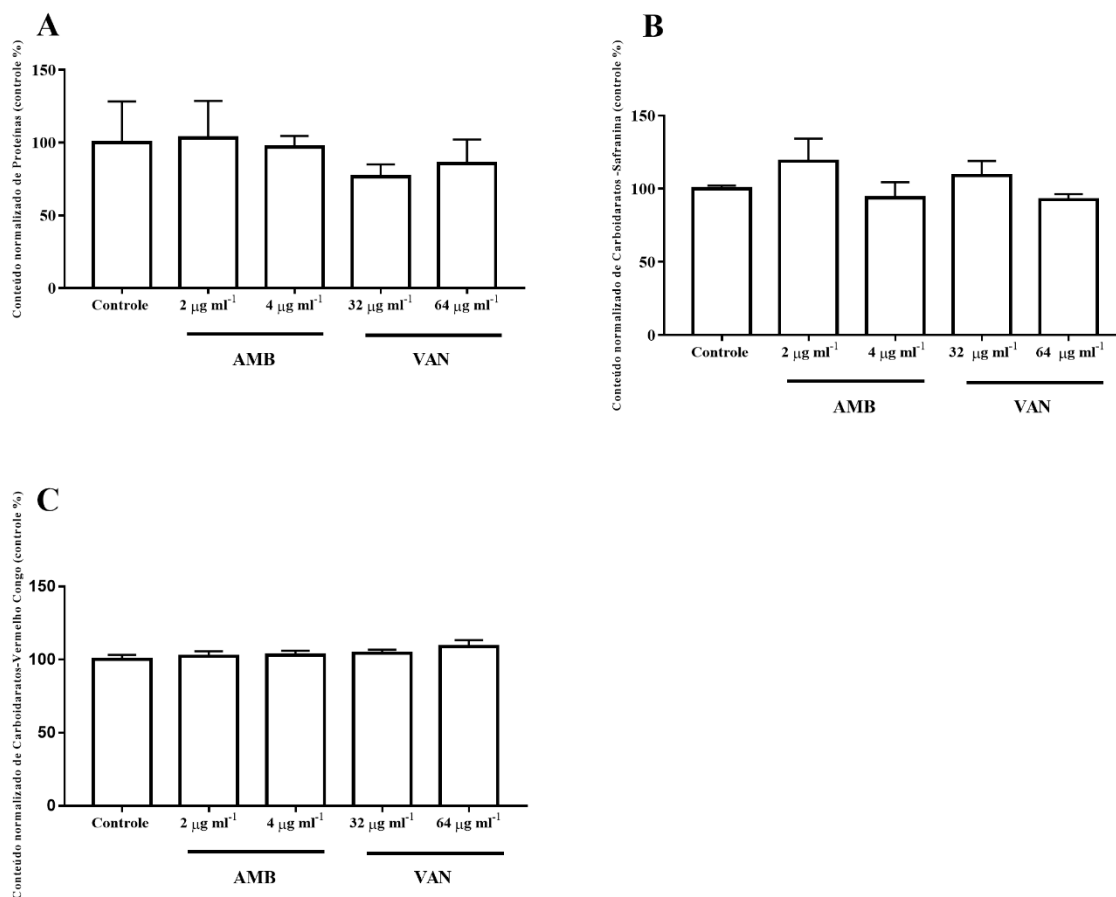 A
Conteúdo normalizado de Proteínas (controle %)
150
100
50
0
Controle 2 μg ml⁻¹ 4 μg ml⁻¹ 32 μg ml⁻¹ 64 μg ml⁻¹
AMB VAN
B
Conteúdo normalizado de Carboidaratos -Safranina (controle %)
150
100
50
0
Controle 2 μg ml⁻¹ 4 μg ml⁻¹ 32 μg ml⁻¹ 64 μg ml⁻¹
AMB VAN
C
Conteúdo normalizado de Carboidaratos-Vermelho Congo (controle %)
150
100
50
0
Controle 2 μg ml⁻¹ 4 μg ml⁻¹ 32 μg ml⁻¹ 64 μg ml⁻¹
AMB VAN